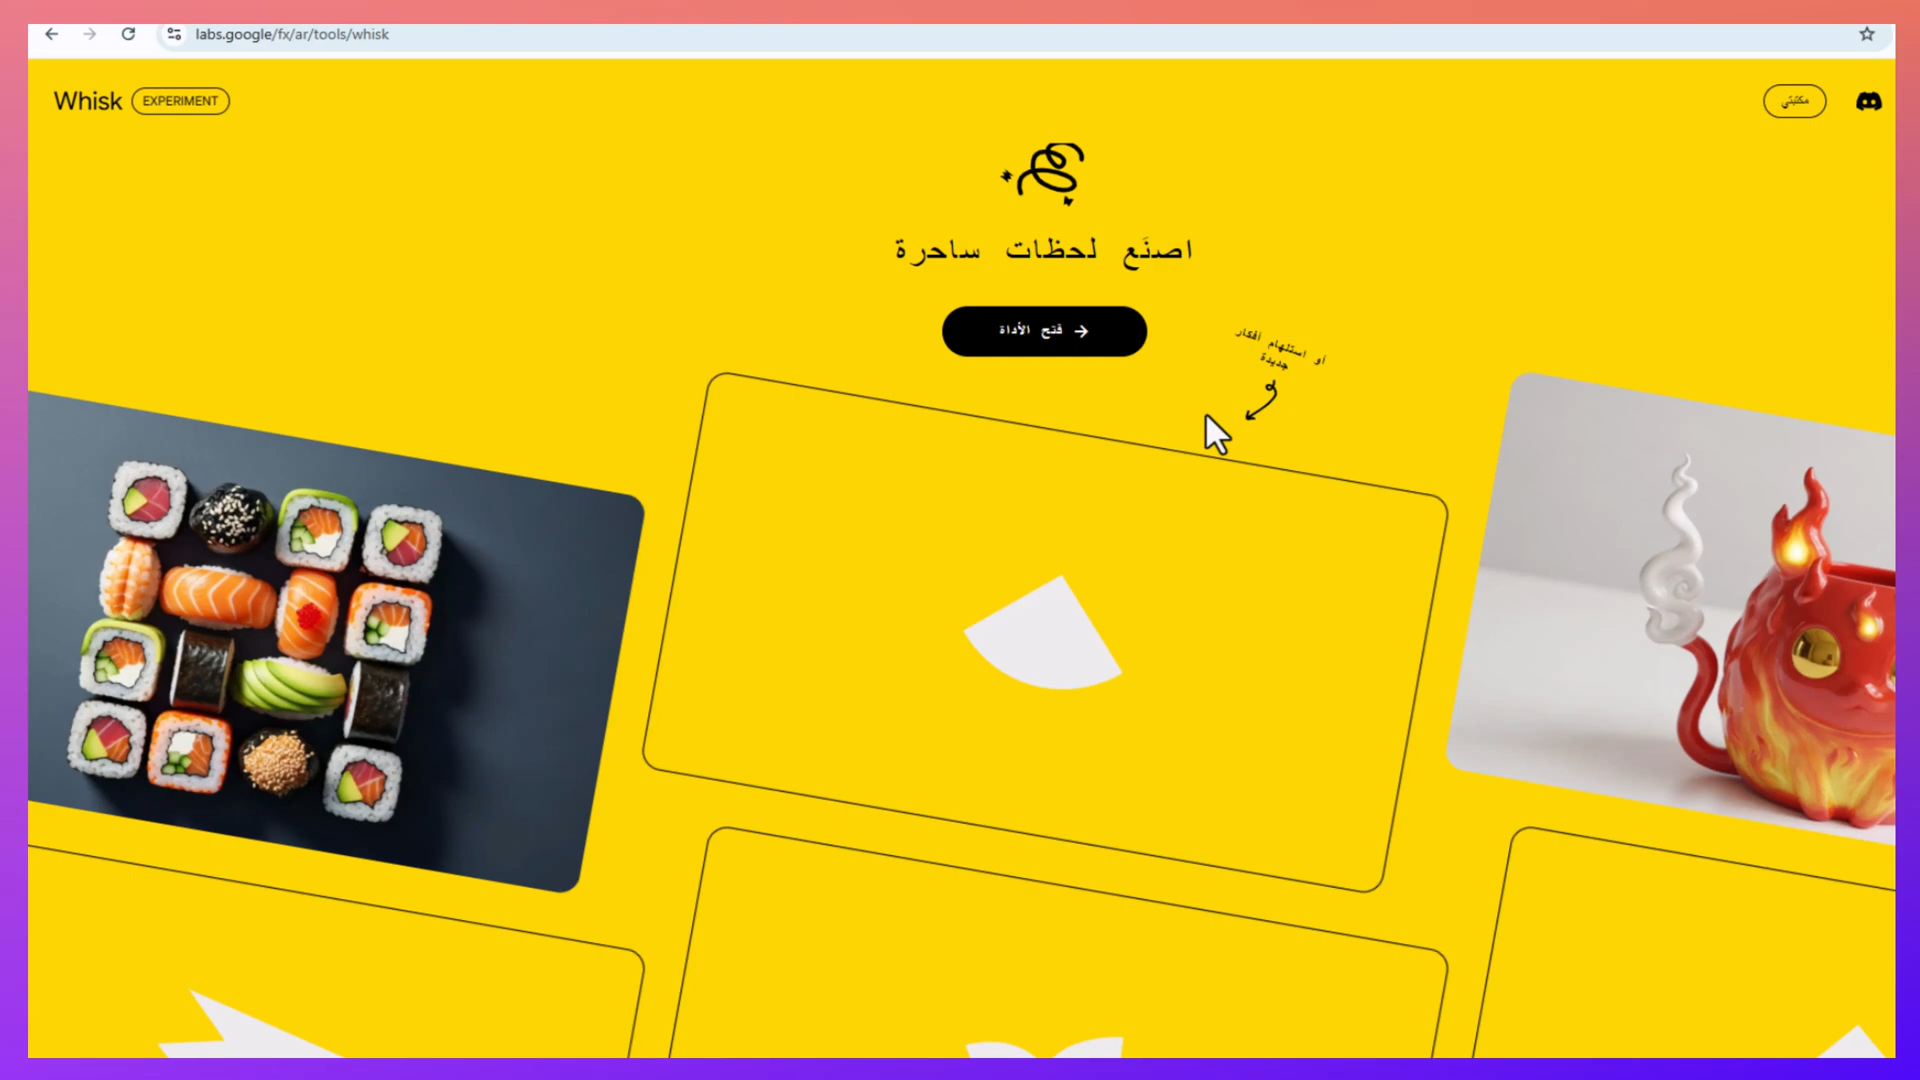 labs.google/fx/ar/tools/whisk
Whisk EXPERIMENT
مكتبتي
اصنَع لحظات ساحرة
فتح الأداة
أو استلهام أفكار
جديدة